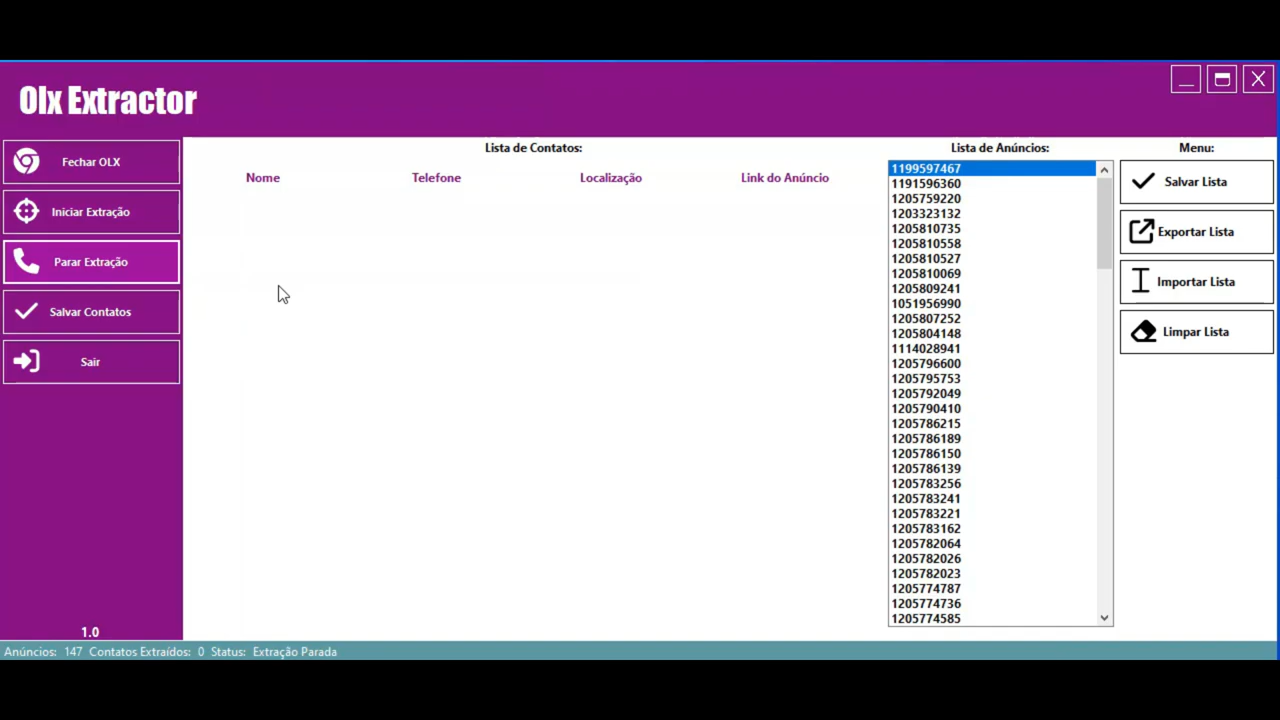 Olx Extractor
Fechar OLX
Iniciar Extração
Parar Extração
Salvar Contatos
Sair
1.0
Lista de Contatos:
Nome Telefone Localização Link do Anúncio
Lista de Anúncios:
1199597467
1191596360
1205759220
1203323132
1205810735
1205810558
1205810527
1205810069
1205809241
1051956990
1205807252
1205804148
1114028941
1205796600
1205795753
1205792049
1205790410
1205786215
1205786189
1205786150
1205786139
1205783256
1205783241
1205783221
1205783162
1205782064
1205782026
1205782023
1205774787
1205774736
1205774585
Menu:
Salvar Lista
Exportar Lista
Importar Lista
Limpar Lista
Anúncios: 147 Contatos Extraídos: 0 Status: Extração Parada